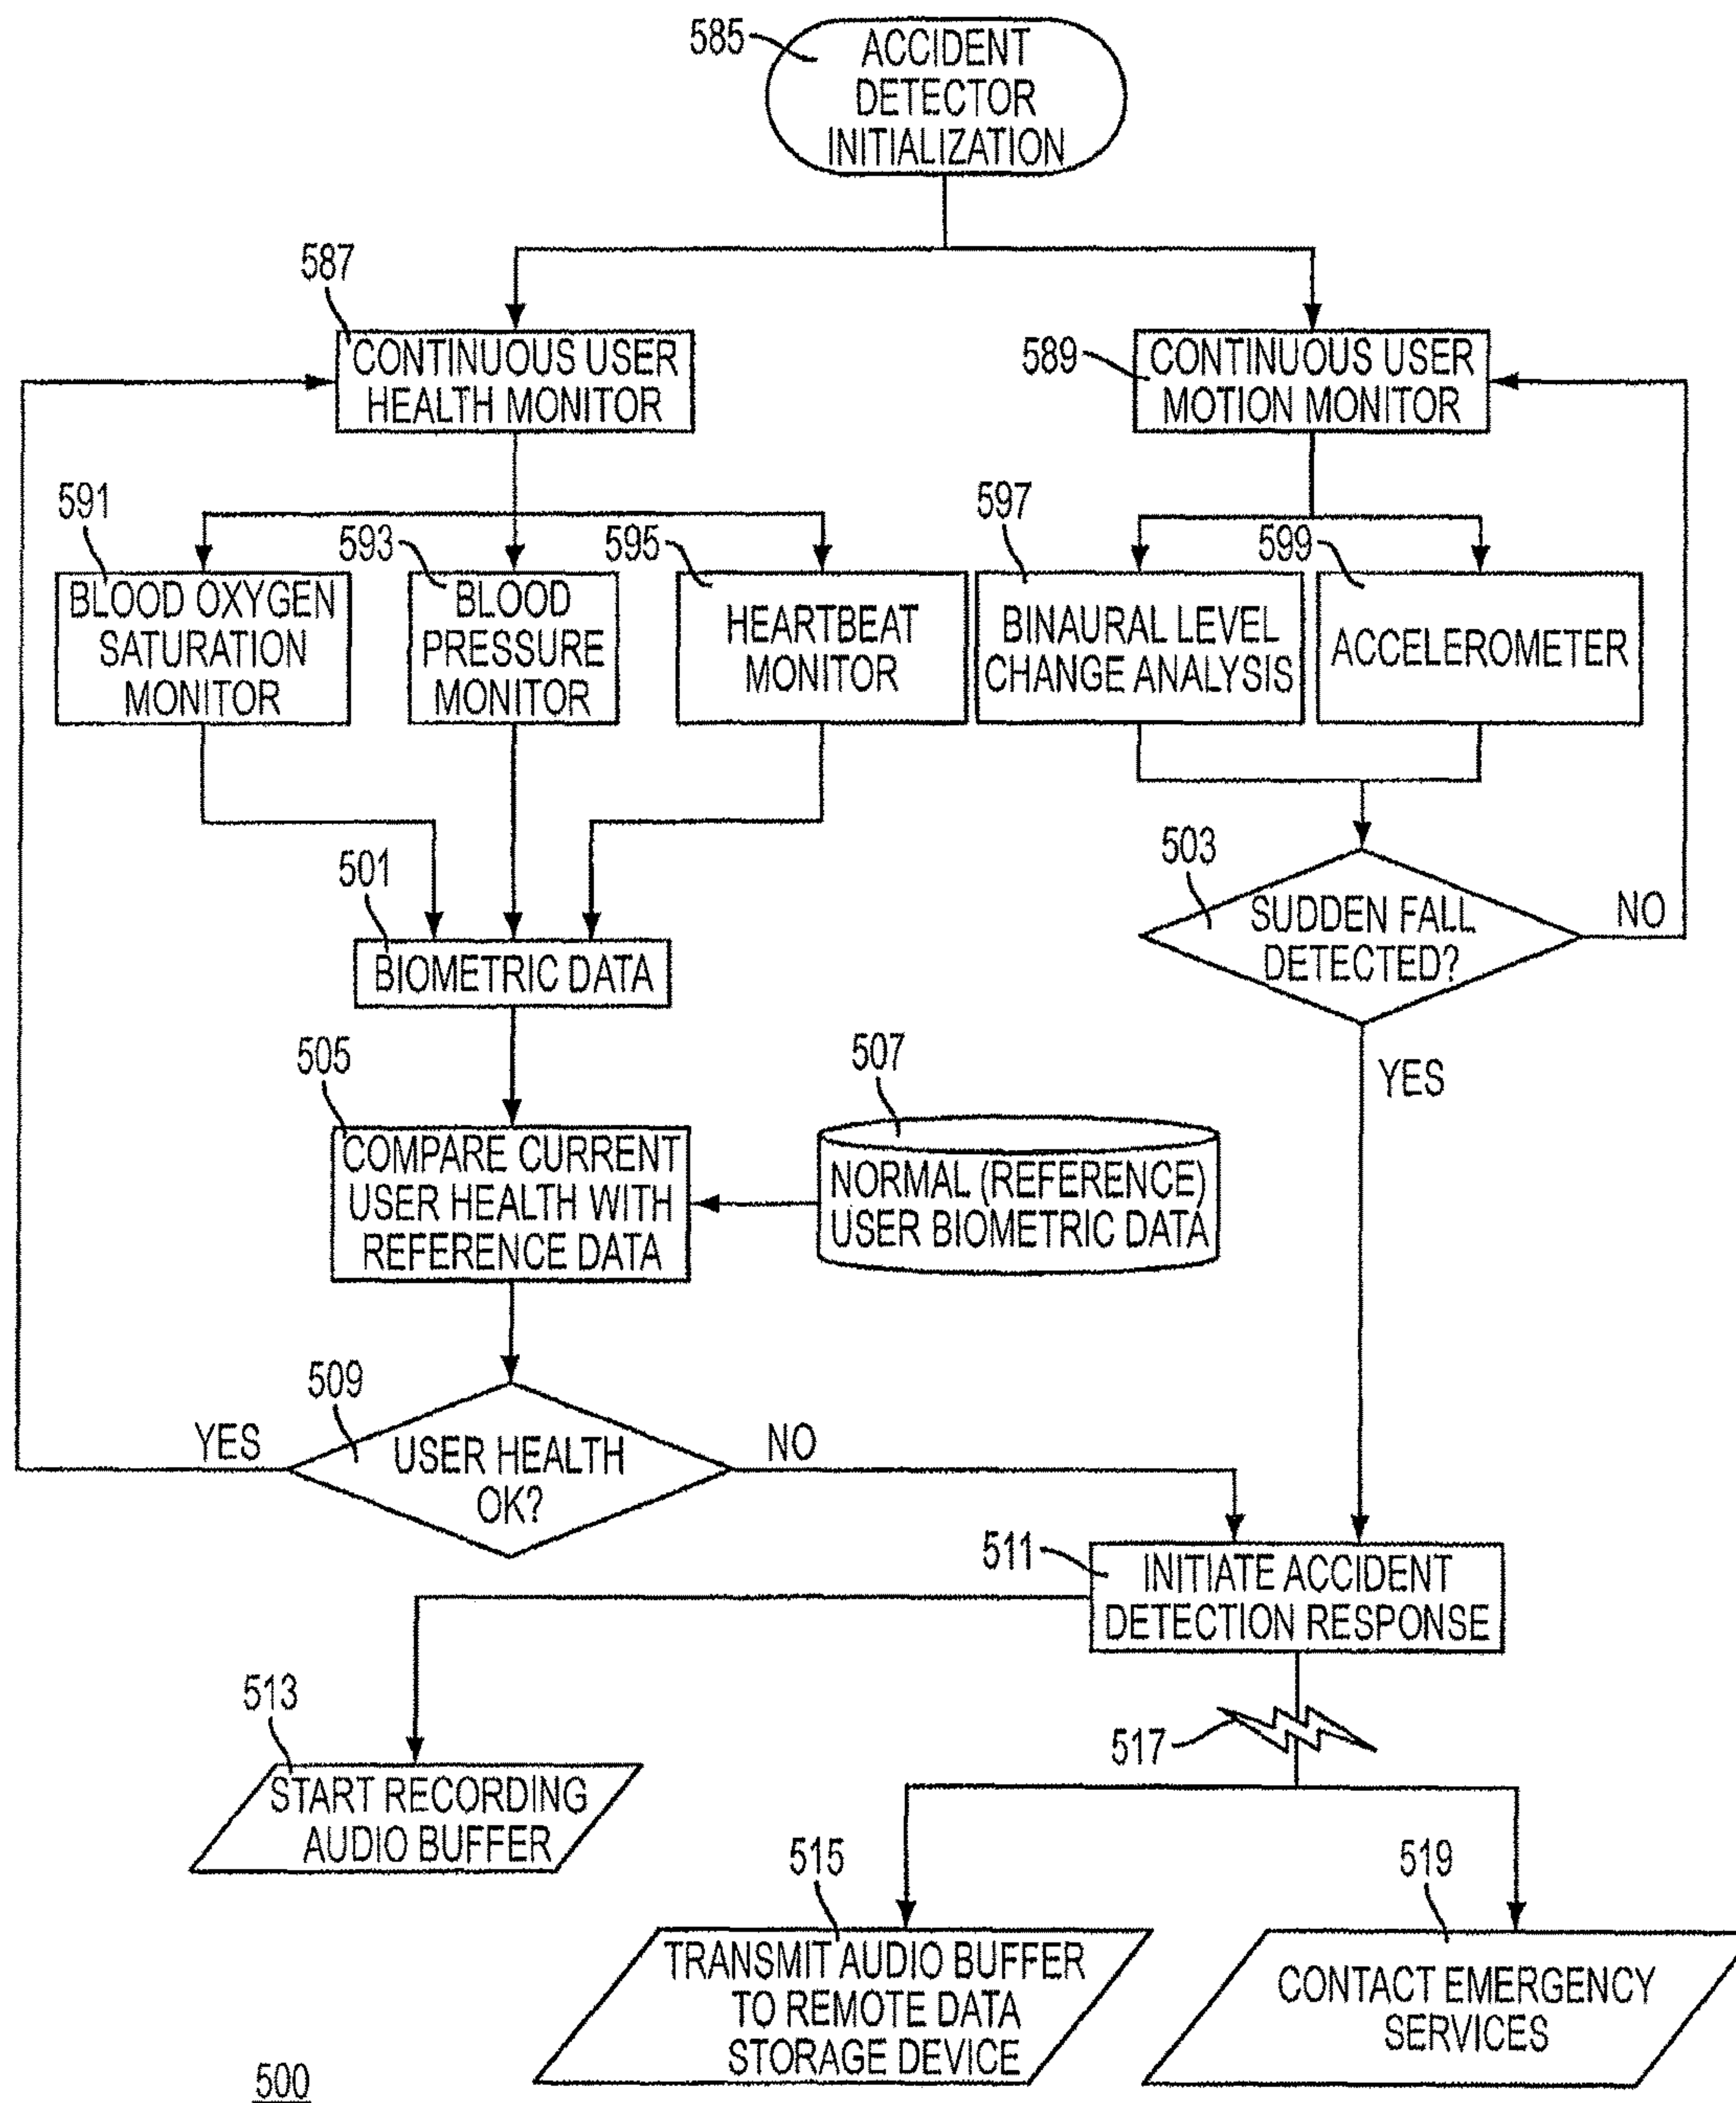 585
ACCIDENT
DETECTOR
INITIALIZATION
587
CONTINUOUS USER
HEALTH MONITOR
589
CONTINUOUS USER
MOTION MONITOR
591
BLOOD OXYGEN
SATURATION
MONITOR
593
BLOOD
PRESSURE
MONITOR
595
HEARTBEAT
MONITOR
597
BINAURAL LEVEL
CHANGE ANALYSIS
599
ACCELEROMETER
501
BIOMETRIC DATA
503
SUDDEN FALL
DETECTED?
NO
YES
505
COMPARE CURRENT
USER HEALTH WITH
REFERENCE DATA
507
NORMAL (REFERENCE)
USER BIOMETRIC DATA
509
YES
USER HEALTH
OK?
NO
511
INITIATE ACCIDENT
DETECTION RESPONSE
513
START RECORDING
AUDIO BUFFER
517
515
TRANSMIT AUDIO BUFFER
TO REMOTE DATA
STORAGE DEVICE
519
CONTACT EMERGENCY
SERVICES
500